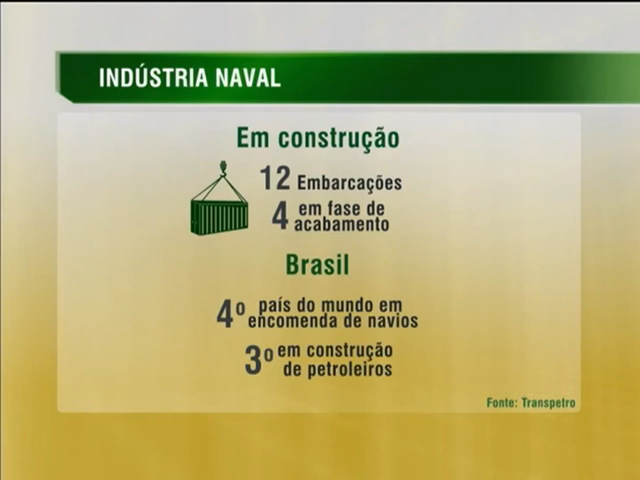 INDÚSTRIA NAVAL
Em construção
12 Embarcações
4 em fase de
acabamento
Brasil
4º país do mundo em
encomenda de navios
3º em construção
de petroleiros
Fonte: Transpetro